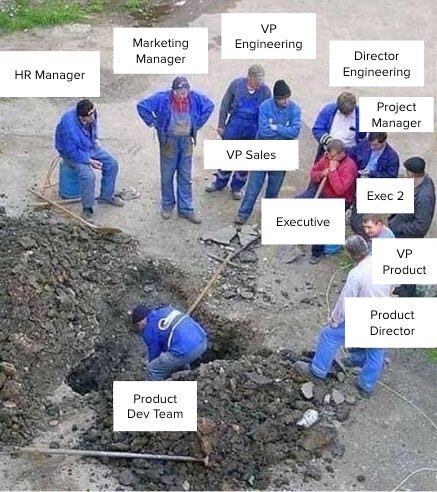 VP
Engineering
Marketing
Manager
Director
Engineering
HR Manager
Project
Manager
VP Sales
Exec 2
Executive
VP
Product
Product
Director
Product
Dev Team